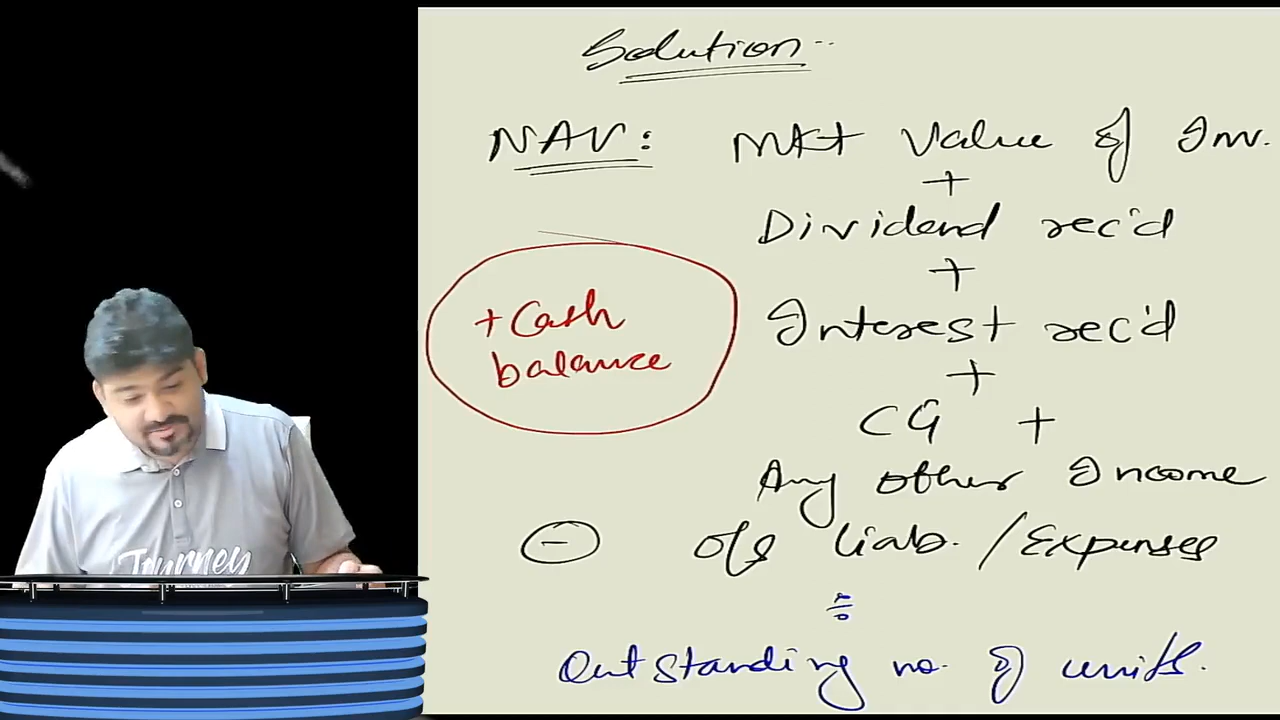 Solution..
NAV: Mkt Value of Inv.
+
Dividend rec'd
+
+ Cash
balance
Interest rec'd
+
CG +
Any other Income
- o/s liab. / Expenses
÷
Outstanding no. of units.
Journey